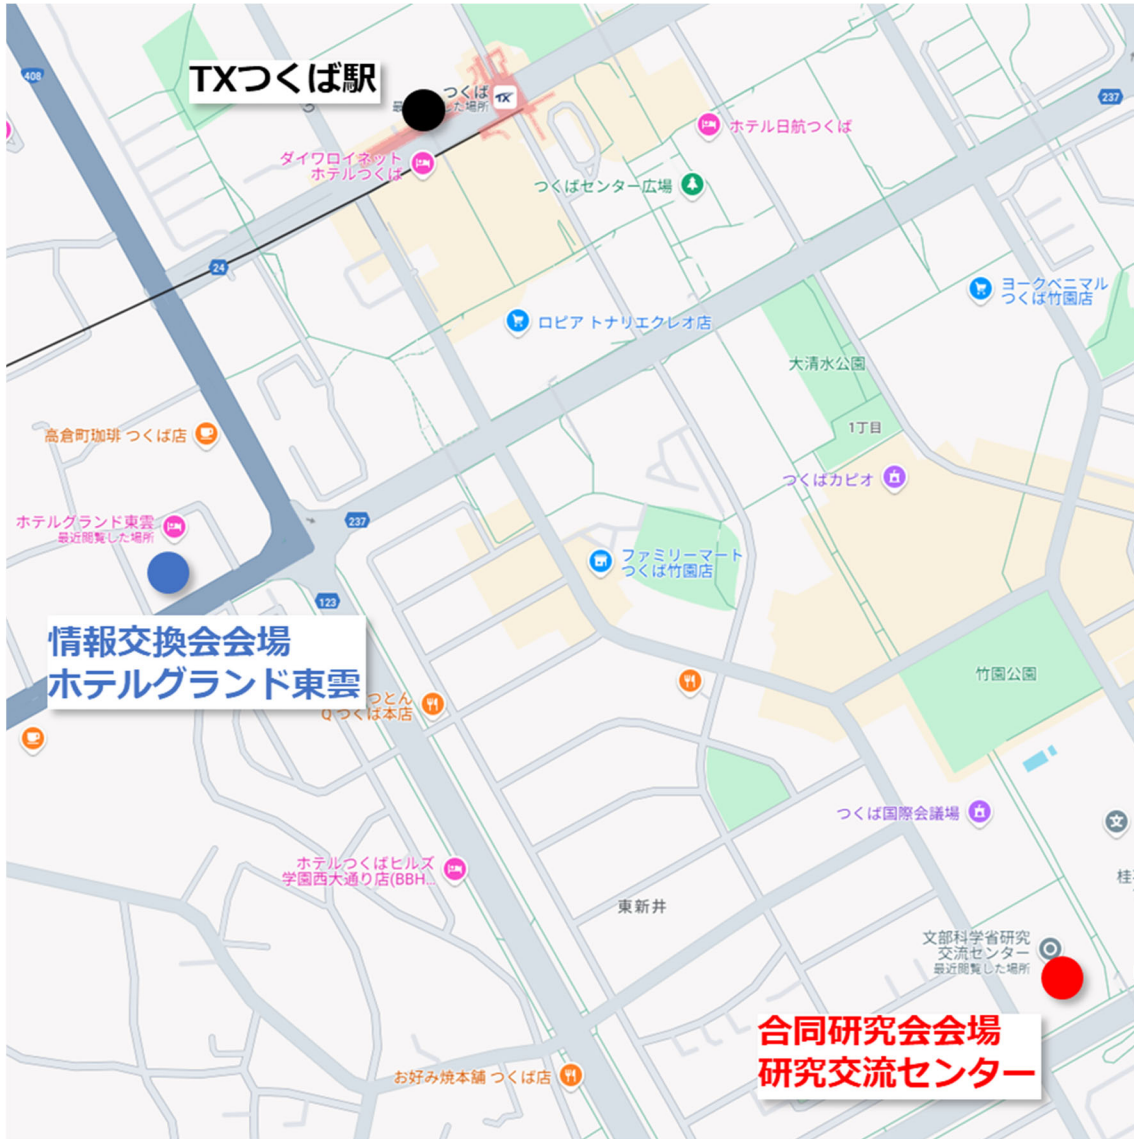 408
TXつくば駅
つくば
した場所
237
ホテル日航つくば
ダイワロイネット
ホテルつくば
つくばセンター広場
24
ヨークベニマル
つくば竹園店
ロピア トナリエクレオ店
大清水公園
1丁目
高倉町珈琲 つくば店
つくばカピオ
ホテルグランド東雲
最近閲覧した場所
237
ファミリーマート
つくば竹園店
123
情報交換会会場
ホテルグランド東雲
竹園公園
つとん
Q つくば本店
つくば国際会議場
文
ホテルつくばヒルズ
学園西大通り店(BBH...
桂
東新井
文部科学省研究
交流センター
最近閲覧した場所
合同研究会会場
研究交流センター
お好み焼本舗 つくば店